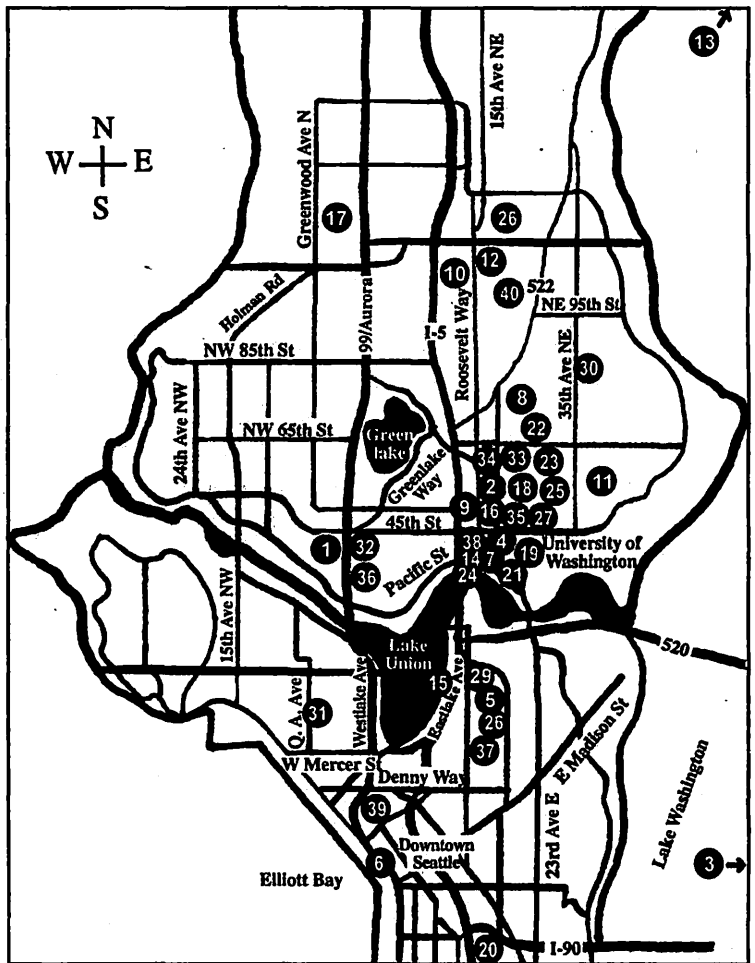 13
N
W E
S
15th Ave NE
Greenwood Ave N
17
26
12
10
40
522
Holman Rd
99/Aurora
I-5
Roosevelt Way
NE 95th St
NW 85th St
35th Ave NE
30
8
22
24th Ave NW
NW 65th St
Green
lake
Greenlake
Way
34
33
23
2
18
25
11
9
16
35
27
45th St
1
32
38
4
14
7
19
University of
Washington
36
Pacific St
24
21
15th Ave NW
Lake
Union
520
15
29
Q. A. Ave
31
Westlake Ave
Eastlake Ave
5
26
37
E Madison St
W Mercer St
Denny Way
39
23rd Ave E
Lake Washington
Downtown
Seattle
6
Elliott Bay
3
20
I-90